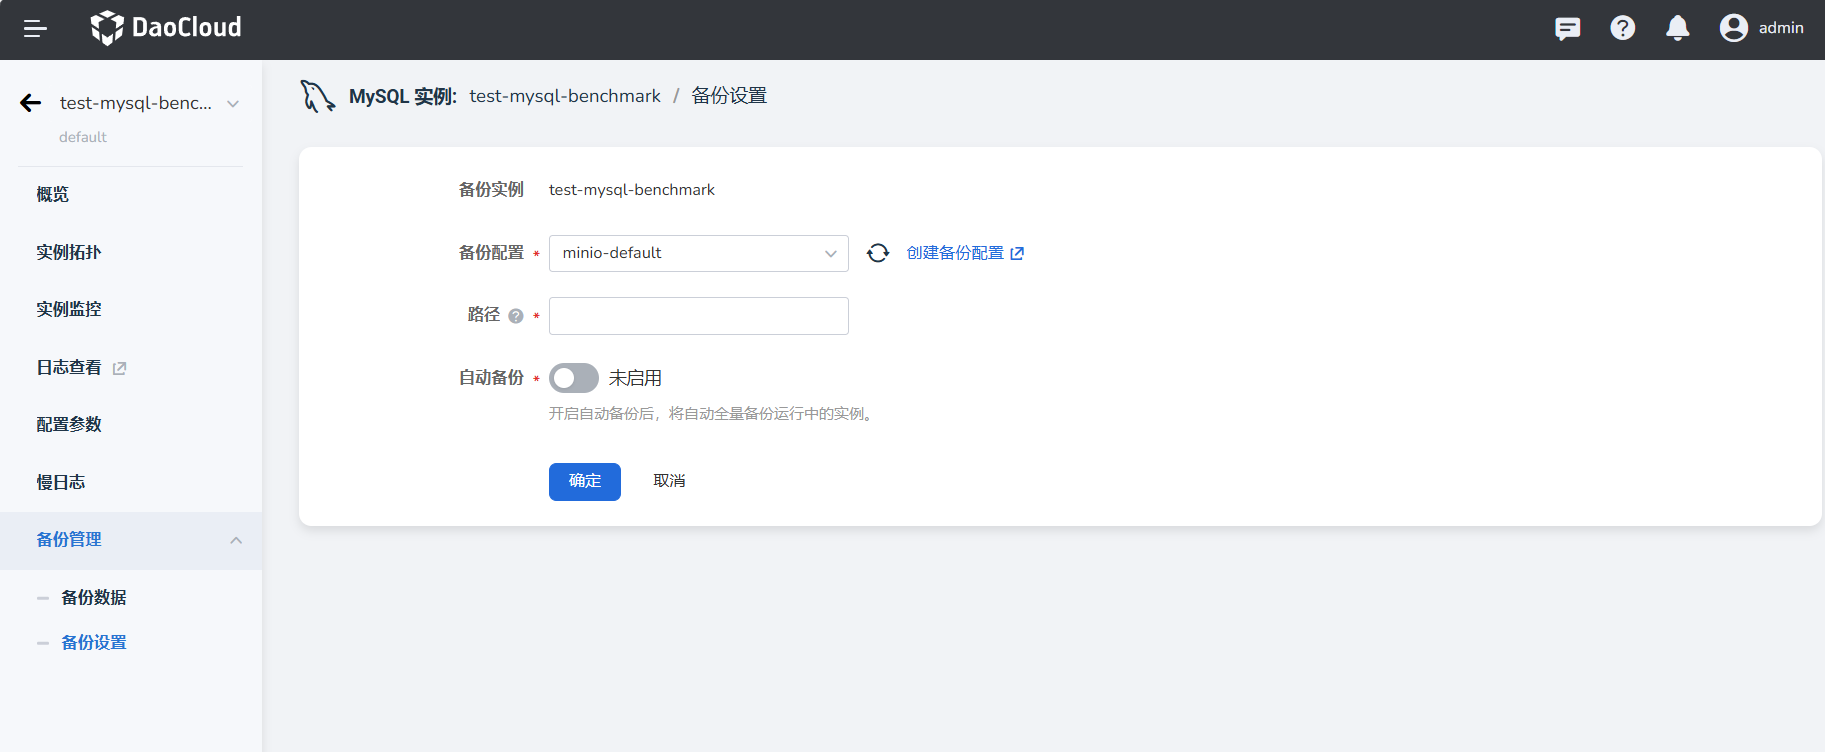 DaoCloud
admin
test-mysql-benc...
default
概览
实例拓扑
实例监控
日志查看
配置参数
慢日志
备份管理
备份数据
备份设置
MySQL 实例: test-mysql-benchmark / 备份设置
备份实例 test-mysql-benchmark
备份配置 * minio-default 创建备份配置
路径 ? *
自动备份 * 未启用
开启自动备份后，将自动全量备份运行中的实例。
确定 取消